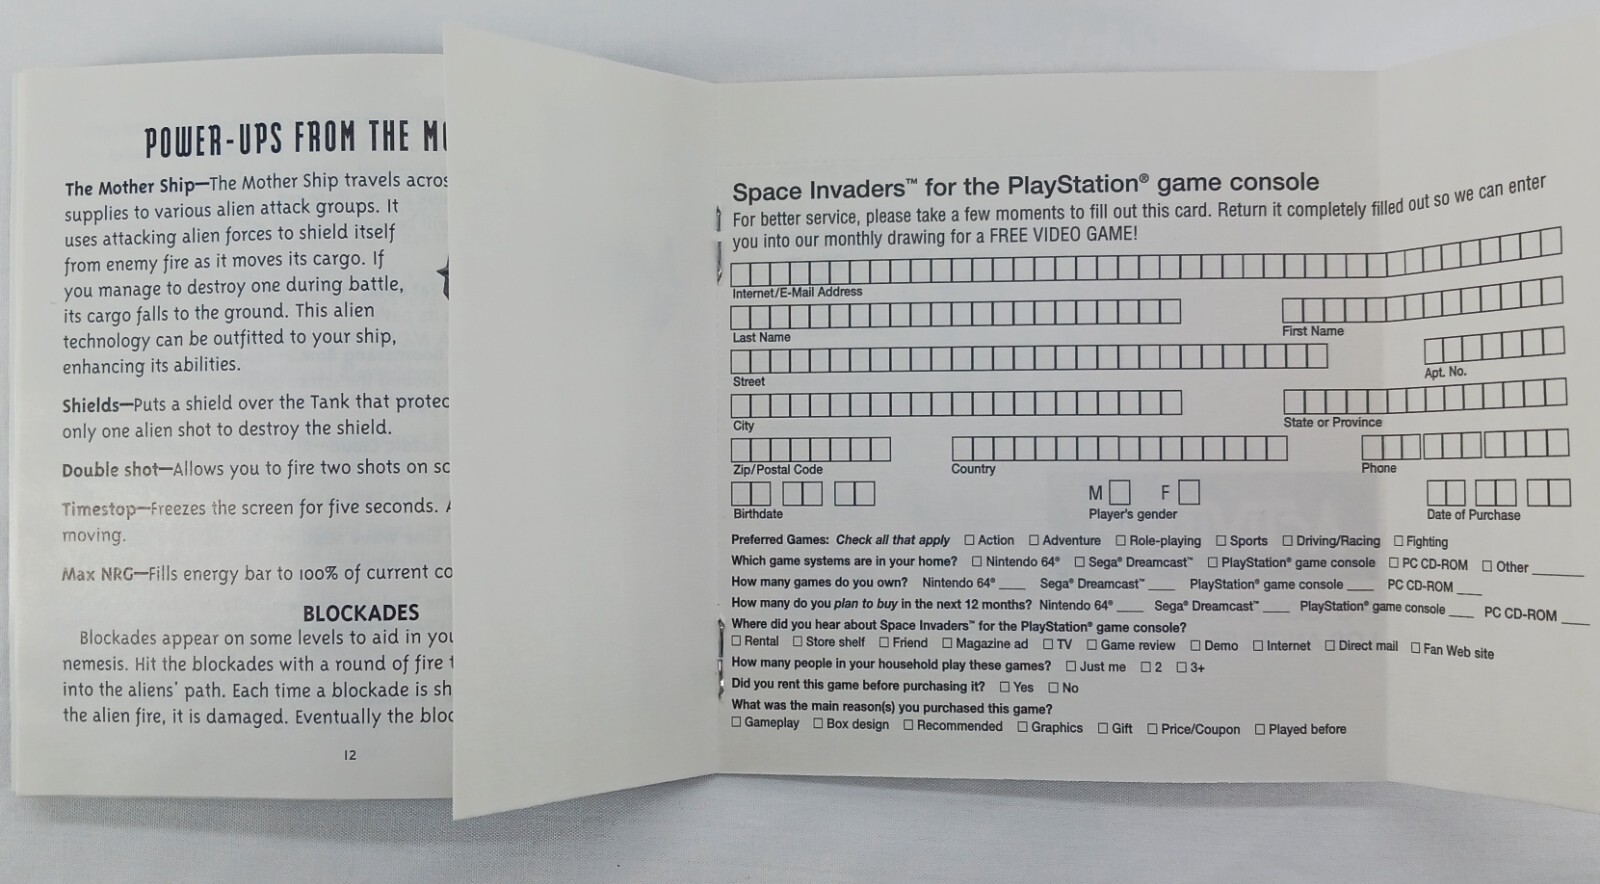 POWER-UPS FROM THE
The Mother Ship—The Mother Ship travels
supplies to various alien attack groups. It
uses attacking alien forces to shield itself
from enemy fire as it moves its cargo. If
you manage to destroy one during battle,
its cargo falls to the ground. This alien
technology can be outfitted to your ship,
enhancing its abilities.
Shields—Puts a shield over the Tank that
only one alien shot to destroy the shield.
Double shot—Allows you to fire two shots on
Timestop—Freezes the screen for five seconds.
moving.
Max NRG—Fills energy bar to 100% of current
BLOCKADES
Blockades appear on some levels to aid in
nemesis. Hit the blockades with a round of fire
into the aliens' path. Each time a blockade is
the alien fire, it is damaged. Eventually the
12
Space Invaders™ for the PlayStation® game console
For better service, please take a few moments to fill out this card. Return it completely filled out so we can enter
you into our monthly drawing for a FREE VIDEO GAME!
Internet/E-Mail Address
Last Name First Name
Street Apt. No.
City State or Province
Zip/Postal Code Country Phone
M F
Birthdate Player's gender Date of Purchase
Preferred Games: Check all that apply ☐ Action ☐ Adventure ☐ Role-playing ☐ Sports ☐ Driving/Racing ☐ Fighting
Which game systems are in your home? ☐ Nintendo 64® ☐ Sega® Dreamcast™ ☐ PlayStation® game console ☐ PC CD-ROM ☐ Other ______
How many games do you own? Nintendo 64® ___ Sega® Dreamcast™ ___ PlayStation® game console ___ PC CD-ROM ___
How many do you plan to buy in the next 12 months? Nintendo 64® ___ Sega® Dreamcast™ ___ PlayStation® game console ___ PC CD-ROM ___
Where did you hear about Space Invaders™ for the PlayStation® game console?
☐ Rental ☐ Store shelf ☐ Friend ☐ Magazine ad ☐ TV ☐ Game review ☐ Demo ☐ Internet ☐ Direct mail ☐ Fan Web site
How many people in your household play these games? ☐ Just me ☐ 2 ☐ 3+
Did you rent this game before purchasing it? ☐ Yes ☐ No
What was the main reason(s) you purchased this game?
☐ Gameplay ☐ Box design ☐ Recommended ☐ Graphics ☐ Gift ☐ Price/Coupon ☐ Played before